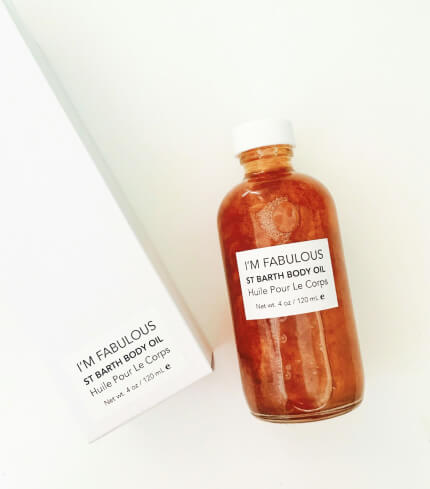 I'M FABULOUS
ST BARTH BODY OIL
Huile Pour Le Corps
Net wt. 4 oz / 120 mL ℮
I'M FABULOUS
ST BARTH BODY OIL
Huile Pour Le Corps
Net wt. 4 oz / 120 mL ℮